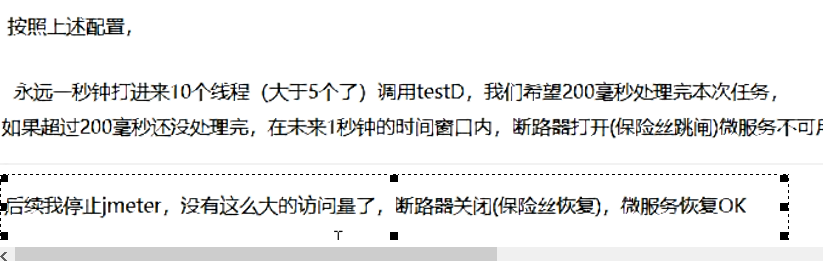 按照上述配置，
永远一秒钟打进来10个线程（大于5个了）调用testD，我们希望200毫秒处理完本次任务，
如果超过200毫秒还没处理完，在未来1秒钟的时间窗口内，断路器打开(保险丝跳闸)微服务不可
后续我停止jmeter，没有这么大的访问量了，断路器关闭(保险丝恢复)，微服务恢复OK